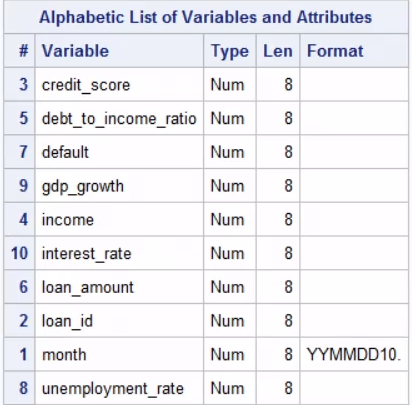 Alphabetic List of Variables and Attributes
# Variable Type Len Format
3 credit_score Num 8
5 debt_to_income_ratio Num 8
7 default Num 8
9 gdp_growth Num 8
4 income Num 8
10 interest_rate Num 8
6 loan_amount Num 8
2 loan_id Num 8
1 month Num 8 YYMMDD10.
8 unemployment_rate Num 8